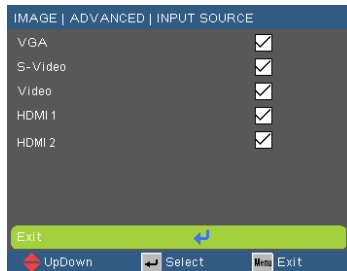 IMAGE | ADVANCED | INPUT SOURCE
VGA
S-Video
Video
HDMI 1
HDMI 2
Exit
UpDown Select Menu Exit